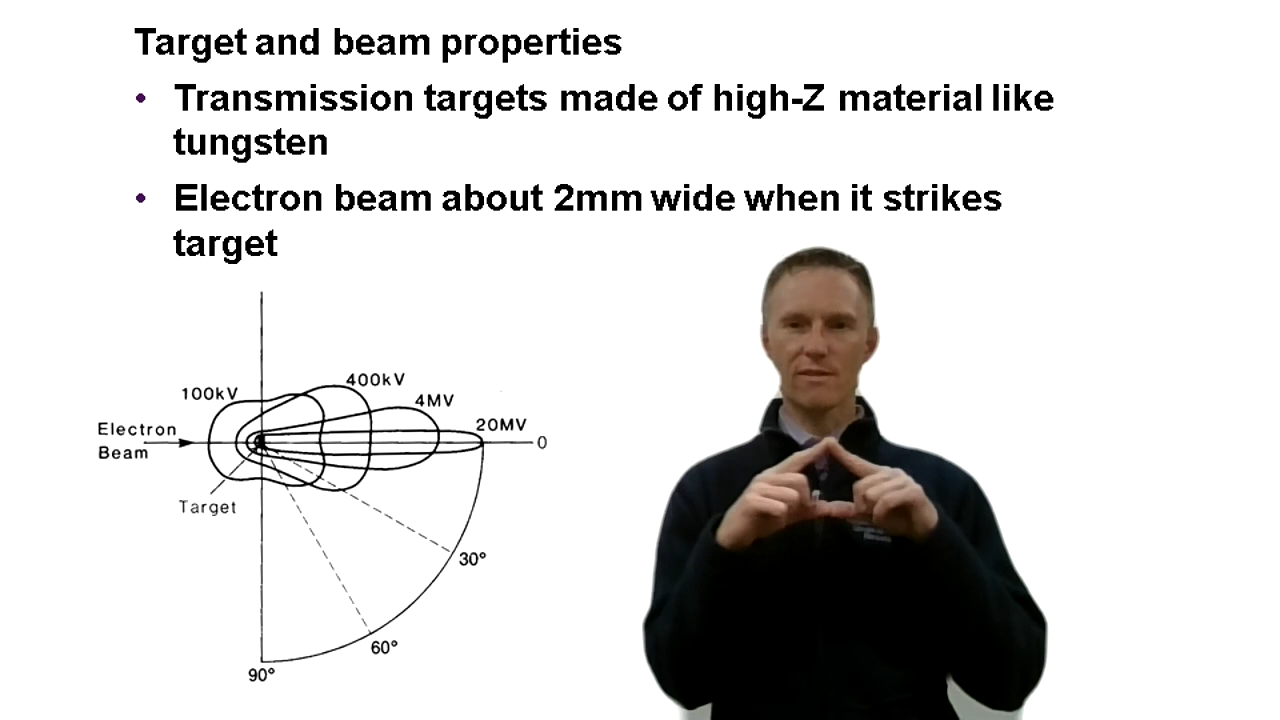 Target and beam properties
• Transmission targets made of high-Z material like
tungsten
• Electron beam about 2mm wide when it strikes
target
100kV
400kV
4MV
20MV
Electron
Beam
0
Target
30°
60°
90°